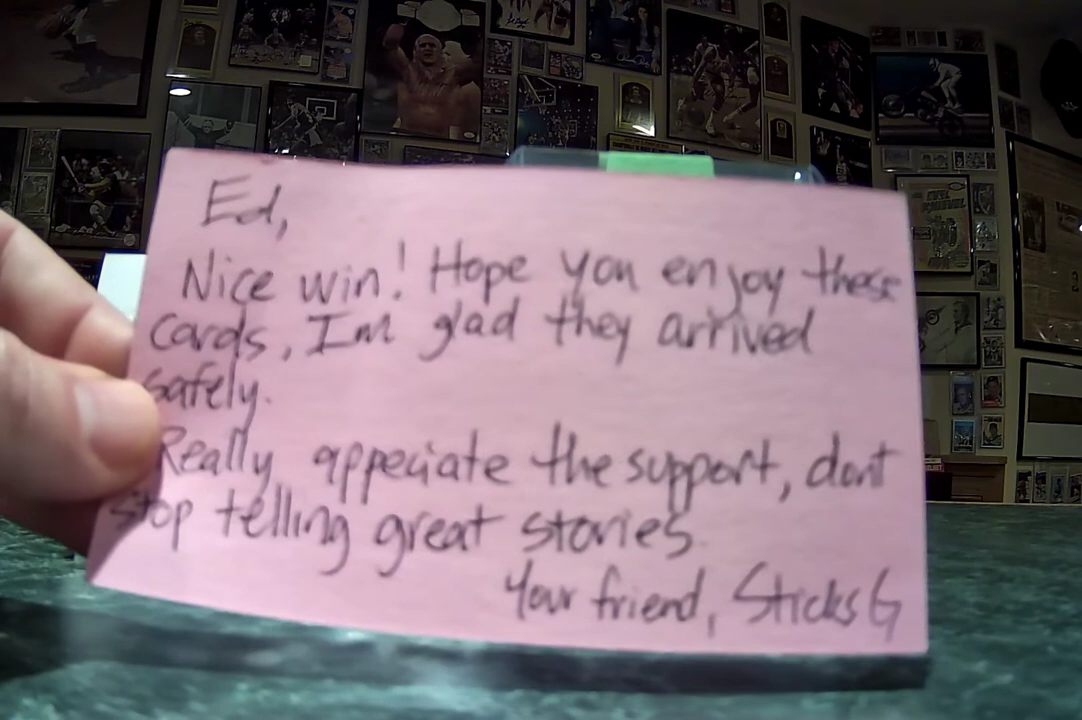 Ed,
Nice win! Hope you enjoy these
cards, Im glad they arrived
safely.
Really appeciate the support, dont
stop telling great stories.
Your friend, Sticks G